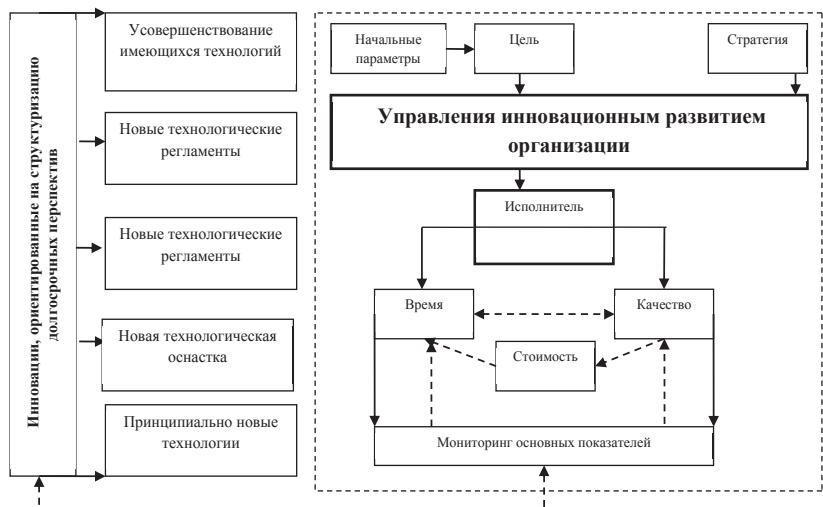 Инновации, ориентированные на структуризацию
долгосрочных перспектив
Усовершенствование
имеющихся технологий
Новые технологические
регламенты
Новые технологические
регламенты
Новая технологическая
оснастка
Принципиально новые
технологии
Начальные
параметры
Цель
Стратегия
Управления инновационным развитием
организации
Исполнитель
Время
Качество
Стоимость
Мониторинг основных показателей